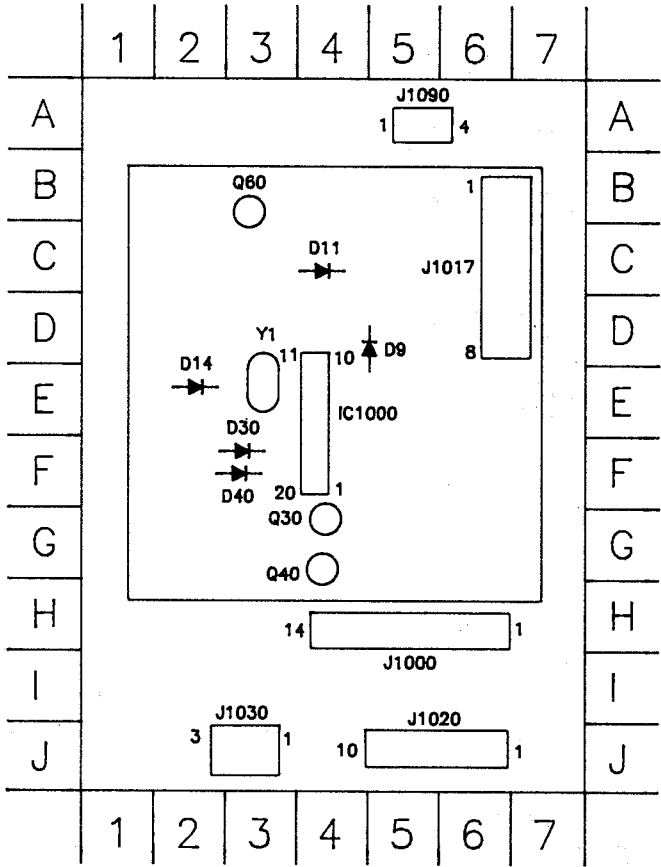 1 2 3 4 5 6 7
J1090
A 1 4 A
B Q60 1 B
C D11 J1017 C
D Y1 D
11 10 D9 8
D14
E IC1000 E
D30
F F
D40 20 1
Q30
G G
Q40
H 14 1 H
J1000
I I
J1030 J1020
3 1 10 1
J J
1 2 3 4 5 6 7